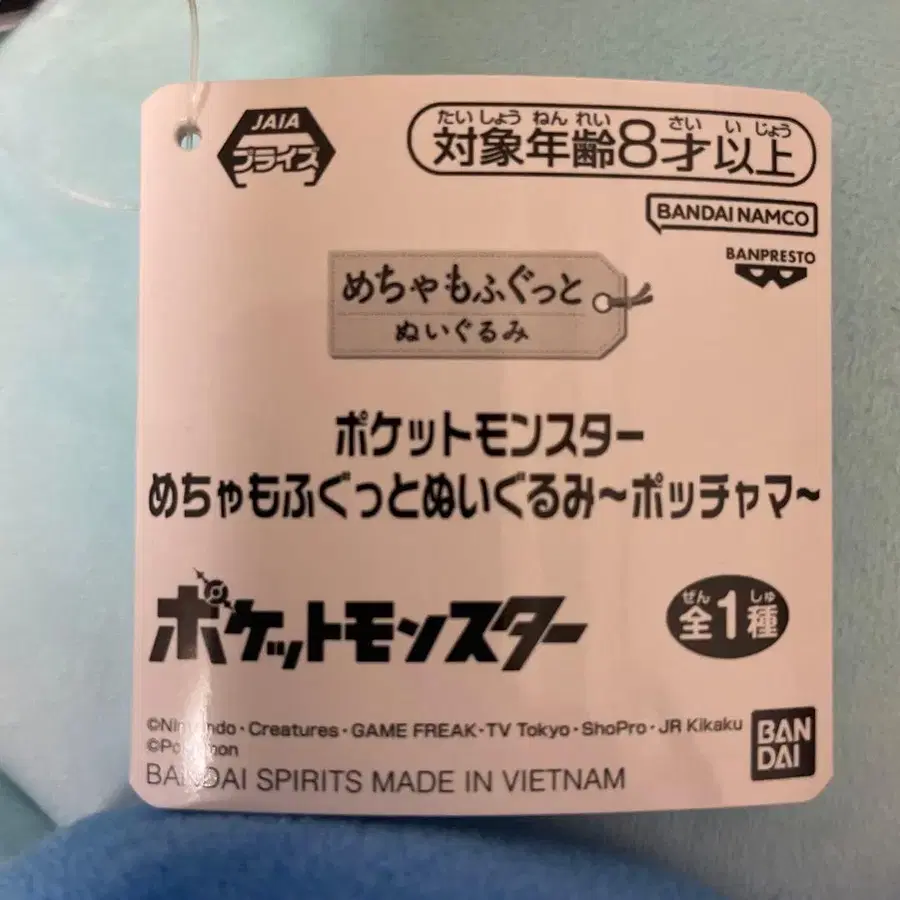 JAIA
プライズ
たいしょう ねんれい さい いじょう
対象年齢8才以上
BANDAI NAMCO
BANPRESTO
めちゃもふぐっと
ぬいぐるみ
ポケットモンスター
めちゃもふぐっとぬいぐるみ～ポッチャマ～
ポケットモンスター
ぜん しゅ
全1種
©Nintendo・Creatures・GAME FREAK・TV Tokyo・ShoPro・JR Kikaku
©Pokémon
BANDAI SPIRITS MADE IN VIETNAM
BAN
DAI